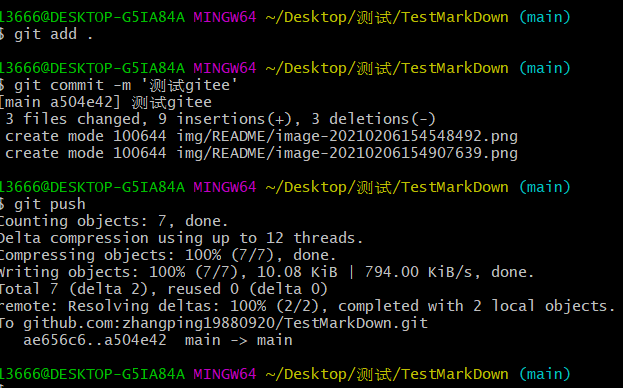 13666@DESKTOP-G5IA84A MINGW64 ~/Desktop/测试/TestMarkDown (main)
$ git add .
13666@DESKTOP-G5IA84A MINGW64 ~/Desktop/测试/TestMarkDown (main)
$ git commit -m '测试gitee'
[main a504e42] 测试gitee
3 files changed, 9 insertions(+), 3 deletions(-)
create mode 100644 img/README/image-20210206154548492.png
create mode 100644 img/README/image-20210206154907639.png
13666@DESKTOP-G5IA84A MINGW64 ~/Desktop/测试/TestMarkDown (main)
$ git push
Counting objects: 7, done.
Delta compression using up to 12 threads.
Compressing objects: 100% (7/7), done.
Writing objects: 100% (7/7), 10.08 KiB | 794.00 KiB/s, done.
Total 7 (delta 2), reused 0 (delta 0)
remote: Resolving deltas: 100% (2/2), completed with 2 local objects.
To github.com:zhangping19880920/TestMarkDown.git
ae656c6..a504e42  main -> main
13666@DESKTOP-G5IA84A MINGW64 ~/Desktop/测试/TestMarkDown (main)